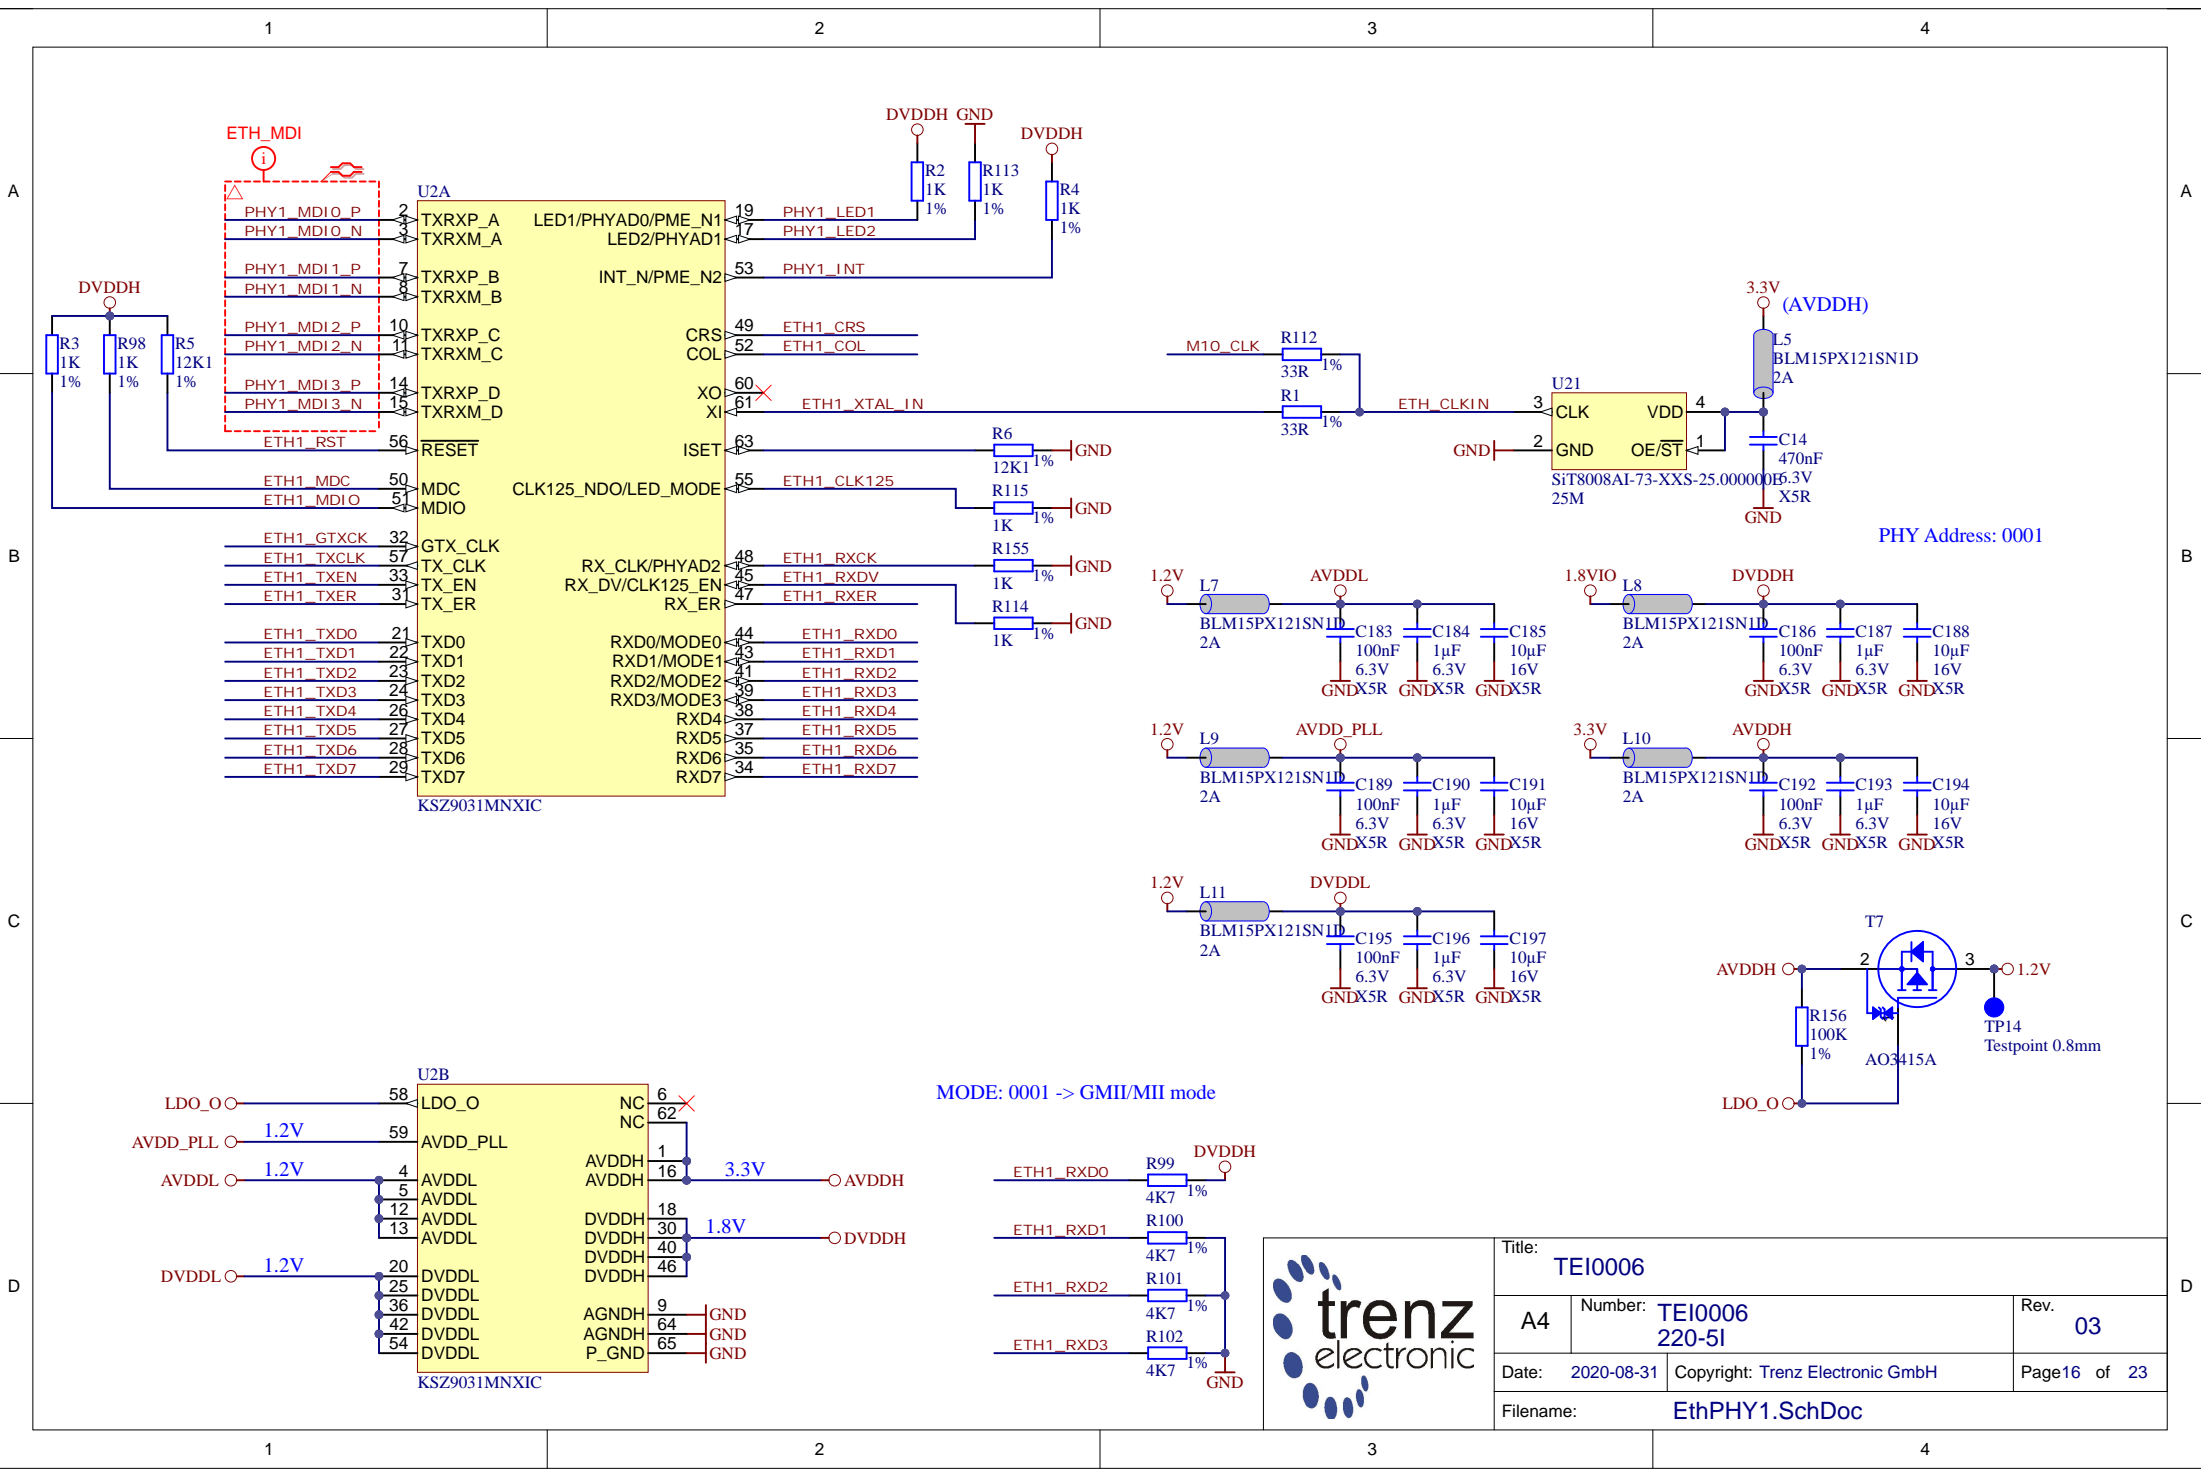 1 2 3 4
A A
B B
C C
D D
1 2 3 4
ETH_MDI
i
DVDDH GND
DVDDH
R2
1K
1%
R113
1K
1%
R4
1K
1%
U2A
PHY1_MDI0_P 2 TXRXP_A
PHY1_MDI0_N 3 TXRXM_A
PHY1_MDI1_P 7 TXRXP_B
PHY1_MDI1_N 8 TXRXM_B
PHY1_MDI2_P 10 TXRXP_C
PHY1_MDI2_N 11 TXRXM_C
PHY1_MDI3_P 14 TXRXP_D
PHY1_MDI3_N 15 TXRXM_D
ETH1_RST 56 RESET
ETH1_MDC 50 MDC
ETH1_MDIO 51 MDIO
ETH1_GTXCK 32 GTX_CLK
ETH1_TXCLK 57 TX_CLK
ETH1_TXEN 33 TX_EN
ETH1_TXER 31 TX_ER
ETH1_TXD0 21 TXD0
ETH1_TXD1 22 TXD1
ETH1_TXD2 23 TXD2
ETH1_TXD3 24 TXD3
ETH1_TXD4 26 TXD4
ETH1_TXD5 27 TXD5
ETH1_TXD6 28 TXD6
ETH1_TXD7 29 TXD7
LED1/PHYAD0/PME_N1 19 PHY1_LED1
LED2/PHYAD1 17 PHY1_LED2
INT_N/PME_N2 53 PHY1_INT
CRS 49 ETH1_CRS
COL 52 ETH1_COL
XO 60
XI 61 ETH1_XTAL_IN
ISET 63
CLK125_NDO/LED_MODE 55 ETH1_CLK125
RX_CLK/PHYAD2 48 ETH1_RXCK
RX_DV/CLK125_EN 45 ETH1_RXDV
RX_ER 47 ETH1_RXER
RXD0/MODE0 44 ETH1_RXD0
RXD1/MODE1 43 ETH1_RXD1
RXD2/MODE2 41 ETH1_RXD2
RXD3/MODE3 39 ETH1_RXD3
RXD4 38 ETH1_RXD4
RXD5 37 ETH1_RXD5
RXD6 35 ETH1_RXD6
RXD7 34 ETH1_RXD7
KSZ9031MNXIC
DVDDH
R3
1K
1%
R98
1K
1%
R5
12K1
1%
R6
12K1 1% GND
R115
1K 1% GND
R155
1K 1% GND
R114
1K 1% GND
M10_CLK
R112
33R 1%
R1
33R 1%
ETH_CLKIN
U21
3 CLK VDD 4
GND 2 GND OE/ST 1
SiT8008AI-73-XXS-25.000000E
25M
3.3V
(AVDDH)
L5
BLM15PX121SN1D
2A
C14
470nF
6.3V
X5R
GND
PHY Address: 0001
1.2V L7 AVDDL
BLM15PX121SN1D
2A
C183
100nF
6.3V
GND X5R
C184
1µF
6.3V
GND X5R
C185
10µF
16V
GND X5R
1.8VIO L8 DVDDH
BLM15PX121SN1D
2A
C186
100nF
6.3V
GND X5R
C187
1µF
6.3V
GND X5R
C188
10µF
16V
GND X5R
1.2V L9 AVDD_PLL
BLM15PX121SN1D
2A
C189
100nF
6.3V
GND X5R
C190
1µF
6.3V
GND X5R
C191
10µF
16V
GND X5R
3.3V L10 AVDDH
BLM15PX121SN1D
2A
C192
100nF
6.3V
GND X5R
C193
1µF
6.3V
GND X5R
C194
10µF
16V
GND X5R
1.2V L11 DVDDL
BLM15PX121SN1D
2A
C195
100nF
6.3V
GND X5R
C196
1µF
6.3V
GND X5R
C197
10µF
16V
GND X5R
T7
AVDDH 2 3 1.2V
R156
100K
1%
AO3415A
TP14
Testpoint 0.8mm
LDO_O
U2B
LDO_O 58 LDO_O
AVDD_PLL 1.2V 59 AVDD_PLL
AVDDL 1.2V 4 AVDDL
5 AVDDL
12 AVDDL
13 AVDDL
DVDDL 1.2V 20 DVDDL
25 DVDDL
36 DVDDL
42 DVDDL
54 DVDDL
NC 6
NC 62
AVDDH 1
AVDDH 16 3.3V AVDDH
DVDDH 18
DVDDH 30 1.8V DVDDH
DVDDH 40
DVDDH 46
AGNDH 9 GND
AGNDH 64 GND
P_GND 65 GND
KSZ9031MNXIC
MODE: 0001 -> GMII/MII mode
DVDDH
ETH1_RXD0 R99
4K7 1%
ETH1_RXD1 R100
4K7 1%
ETH1_RXD2 R101
4K7 1%
ETH1_RXD3 R102
4K7 1%
GND
trenz
electronic
Title:
TEI0006
A4 Number: TEI0006
220-5I
Rev.
03
Date: 2020-08-31 Copyright: Trenz Electronic GmbH Page16 of 23
Filename: EthPHY1.SchDoc